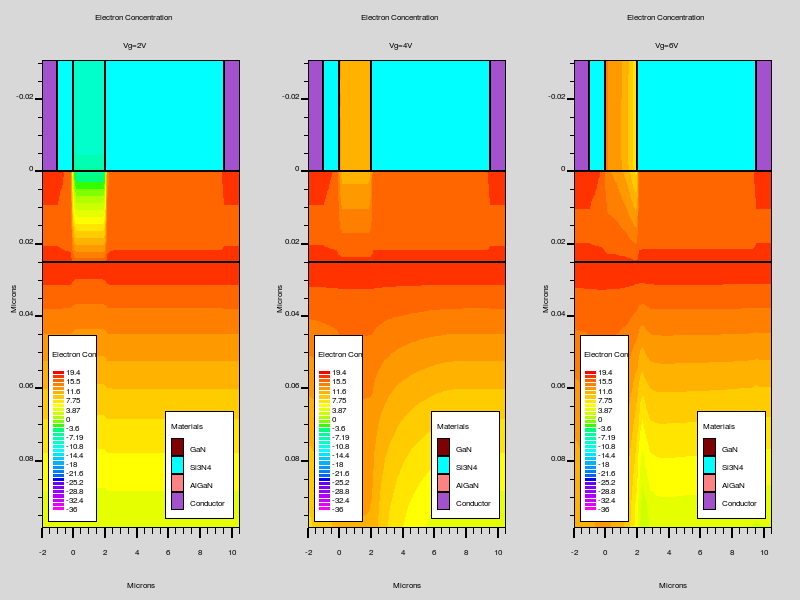 Electron Concentration
Vg=2V
-0.02
0
0.02
0.04
0.06
0.08
Microns
Electron Con
19.4
15.5
11.6
7.75
3.87
0
-3.6
-7.19
-10.8
-14.4
-18
-21.6
-25.2
-28.8
-32.4
-36
Materials
GaN
Si3N4
AlGaN
Conductor
-2 0 2 4 6 8 10
Microns
Electron Concentration
Vg=4V
-0.02
0
0.02
0.04
0.06
0.08
Microns
Electron Con
19.4
15.5
11.6
7.75
3.87
0
-3.6
-7.19
-10.8
-14.4
-18
-21.6
-25.2
-28.8
-32.4
-36
Materials
GaN
Si3N4
AlGaN
Conductor
-2 0 2 4 6 8 10
Microns
Electron Concentration
Vg=6V
-0.02
0
0.02
0.04
0.06
0.08
Microns
Electron Con
19.4
15.5
11.6
7.75
3.87
0
-3.6
-7.19
-10.8
-14.4
-18
-21.6
-25.2
-28.8
-32.4
-36
Materials
GaN
Si3N4
AlGaN
Conductor
-2 0 2 4 6 8 10
Microns